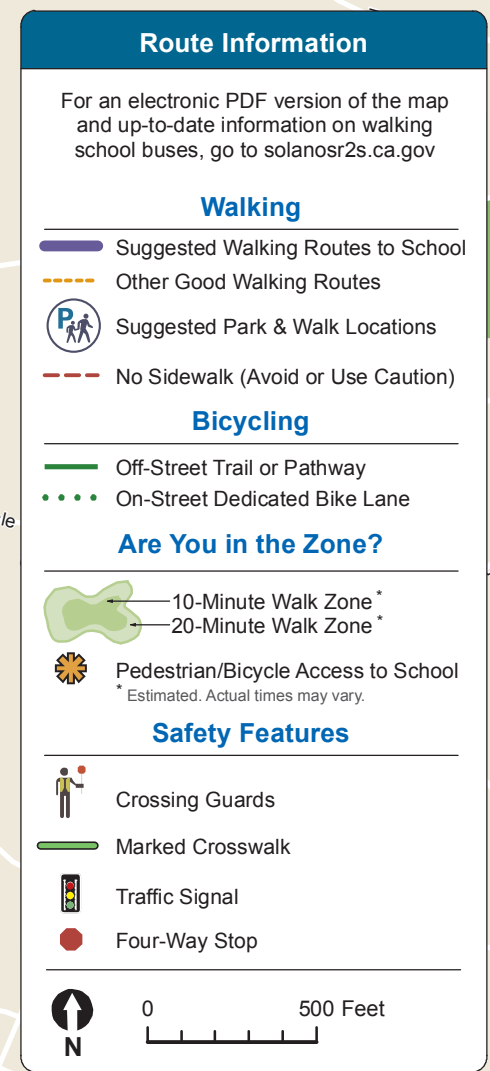 Route Information
For an electronic PDF version of the map
and up-to-date information on walking
school buses, go to solanosr2s.ca.gov
Walking
Suggested Walking Routes to School
Other Good Walking Routes
P
Suggested Park & Walk Locations
No Sidewalk (Avoid or Use Caution)
Bicycling
Off-Street Trail or Pathway
On-Street Dedicated Bike Lane
Are You in the Zone?
10-Minute Walk Zone *
20-Minute Walk Zone *
Pedestrian/Bicycle Access to School
* Estimated. Actual times may vary.
Safety Features
Crossing Guards
Marked Crosswalk
Traffic Signal
Four-Way Stop
0 500 Feet
N